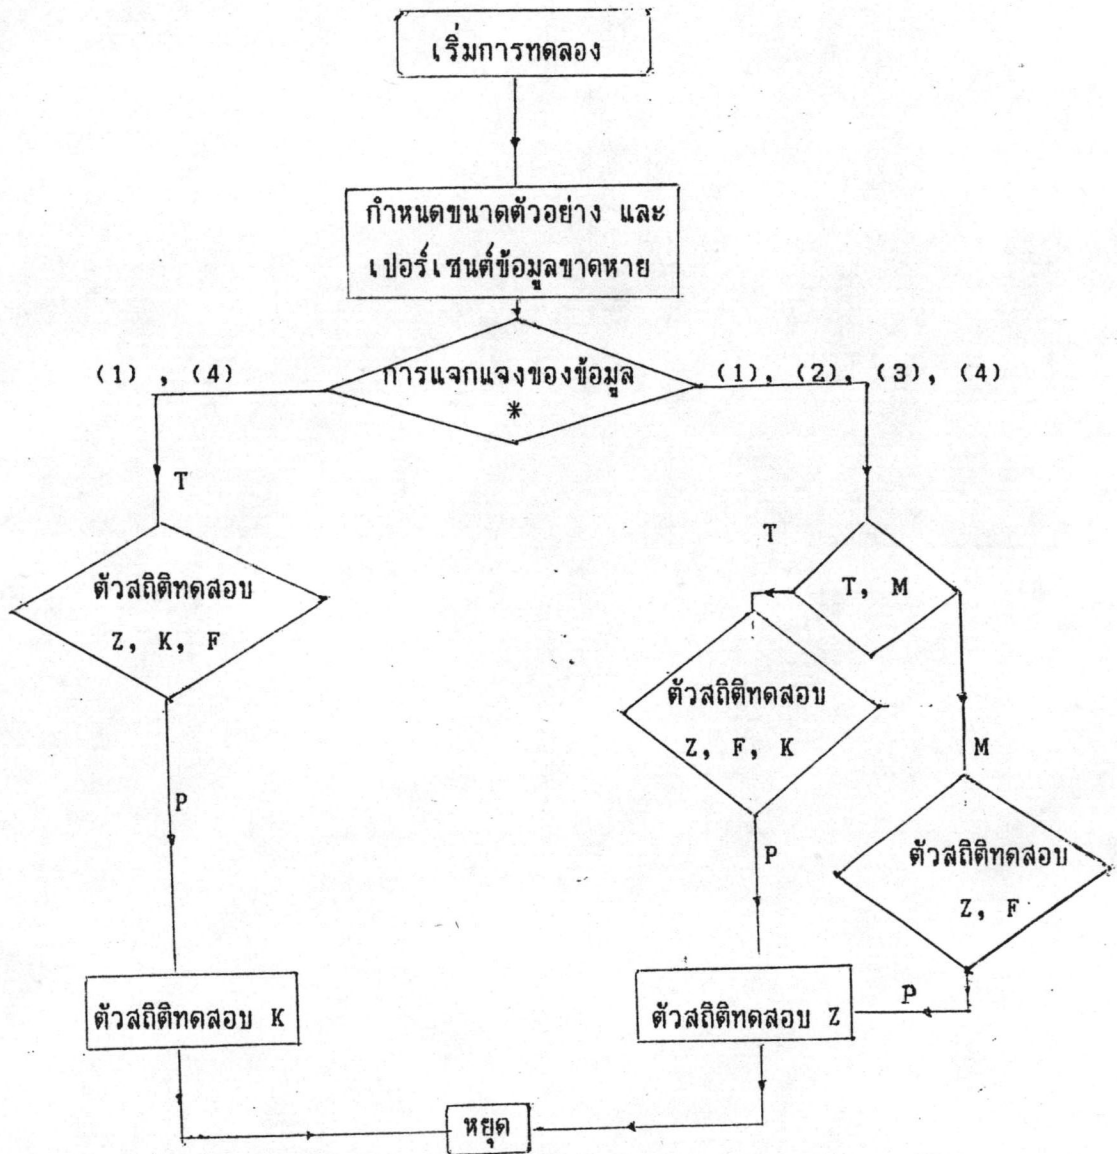 เริ่มการทดลอง
กำหนดขนาดตัวอย่าง และ
เปอร์เซนต์ข้อมูลขาดหาย
(1) , (4)
การแจกแจงของข้อมูล
*
(1), (2), (3), (4)
T
ตัวสถิติทดสอบ
Z, K, F
P
ตัวสถิติทดสอบ K
T
T, M
ตัวสถิติทดสอบ
Z, F, K
M
ตัวสถิติทดสอบ
Z, F
P
P
ตัวสถิติทดสอบ Z
หยุด